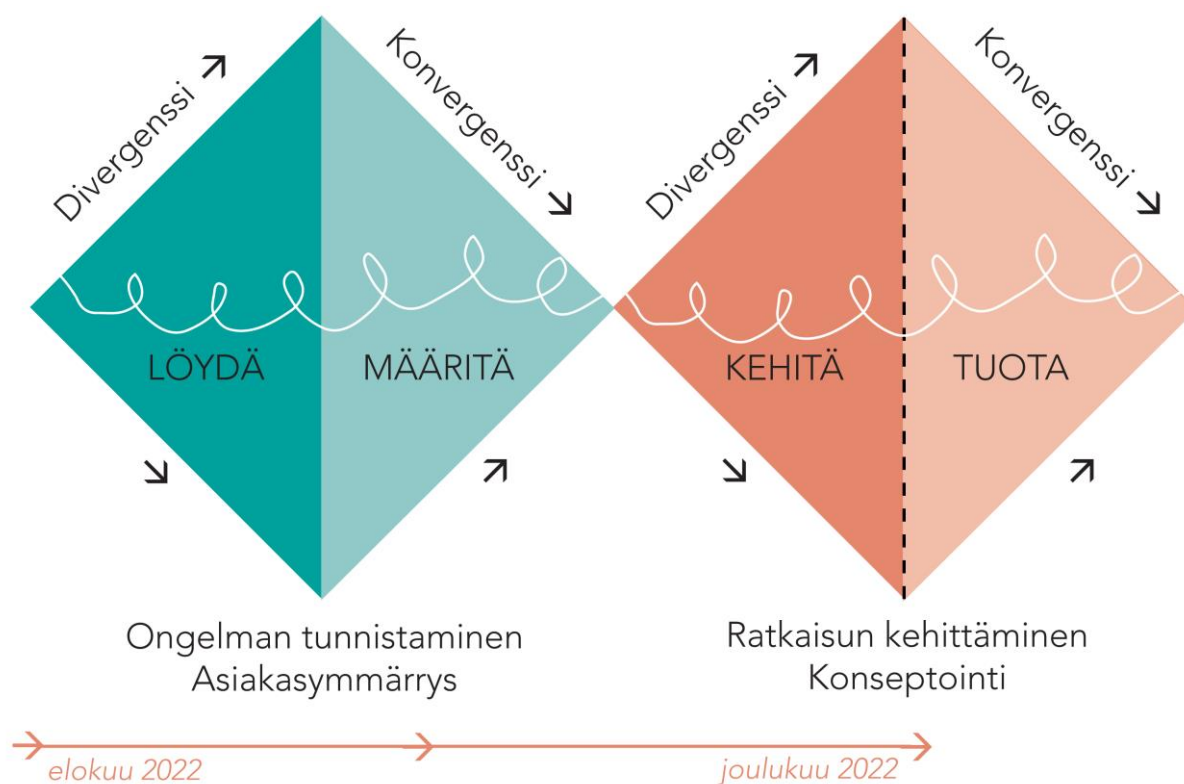 Divergenssi
Konvergenssi
LÖYDÄ
MÄÄRITÄ
Ongelman tunnistaminen
Asiakasymmärrys
Divergenssi
Konvergenssi
KEHITÄ
TUOTA
Ratkaisun kehittäminen
Konseptointi
elokuu 2022
joulukuu 2022